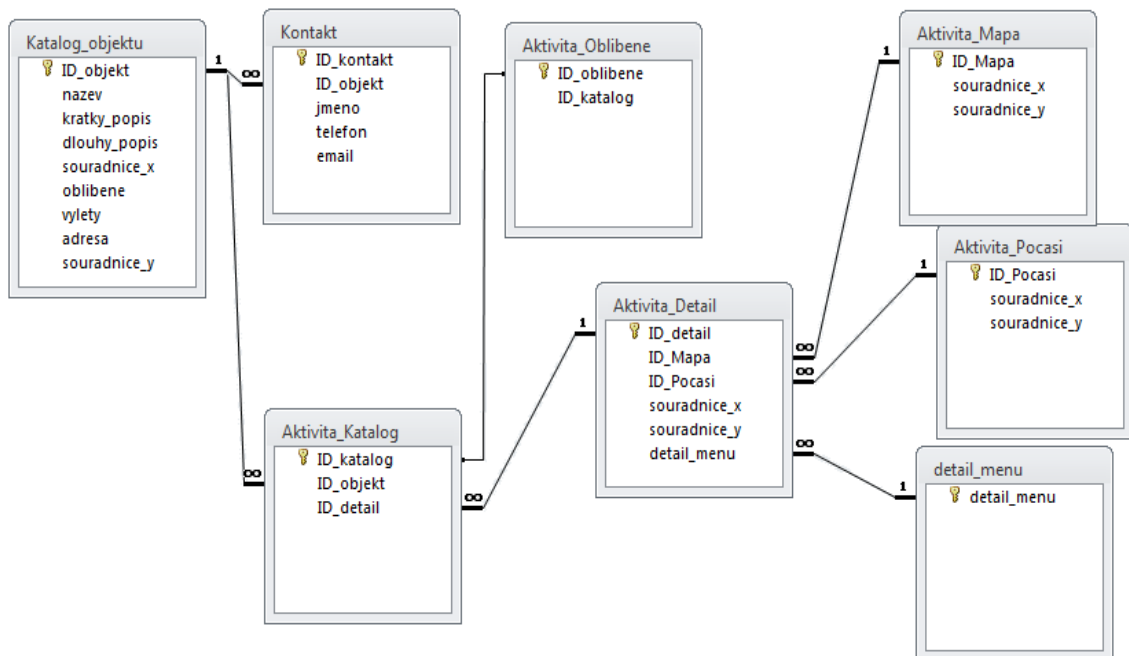 Katalog_objektu
ID_objekt
nazev
kratky_popis
dlouhy_popis
souradnice_x
oblibene
vylety
adresa
souradnice_y
1
∞
∞
Kontakt
ID_kontakt
ID_objekt
jmeno
telefon
email
Aktivita_Oblibene
ID_oblibene
ID_katalog
1
Aktivita_Mapa
ID_Mapa
souradnice_x
souradnice_y
1
Aktivita_Pocasi
ID_Pocasi
souradnice_x
souradnice_y
1
Aktivita_Detail
ID_detail
ID_Mapa
ID_Pocasi
souradnice_x
souradnice_y
detail_menu
∞
∞
∞
Aktivita_Katalog
ID_katalog
ID_objekt
ID_detail
∞
1
detail_menu
detail_menu